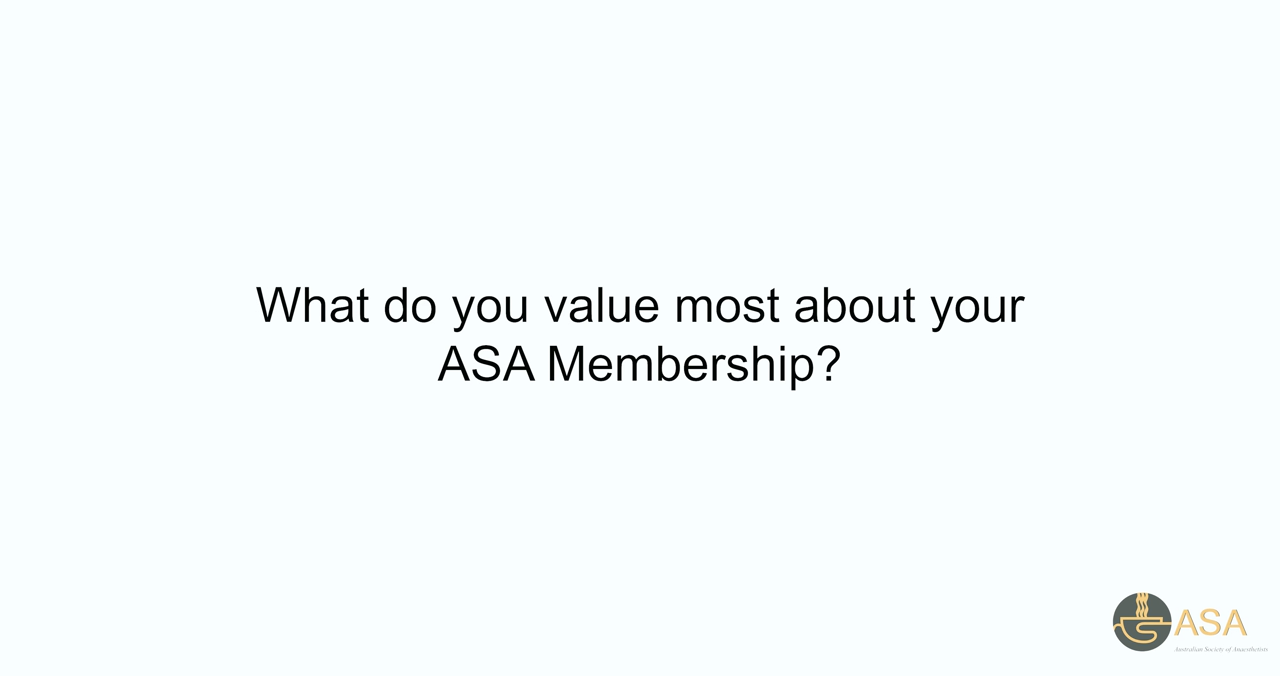 What do you value most about your
ASA Membership?
ASA
Australian Society of Anaesthetists